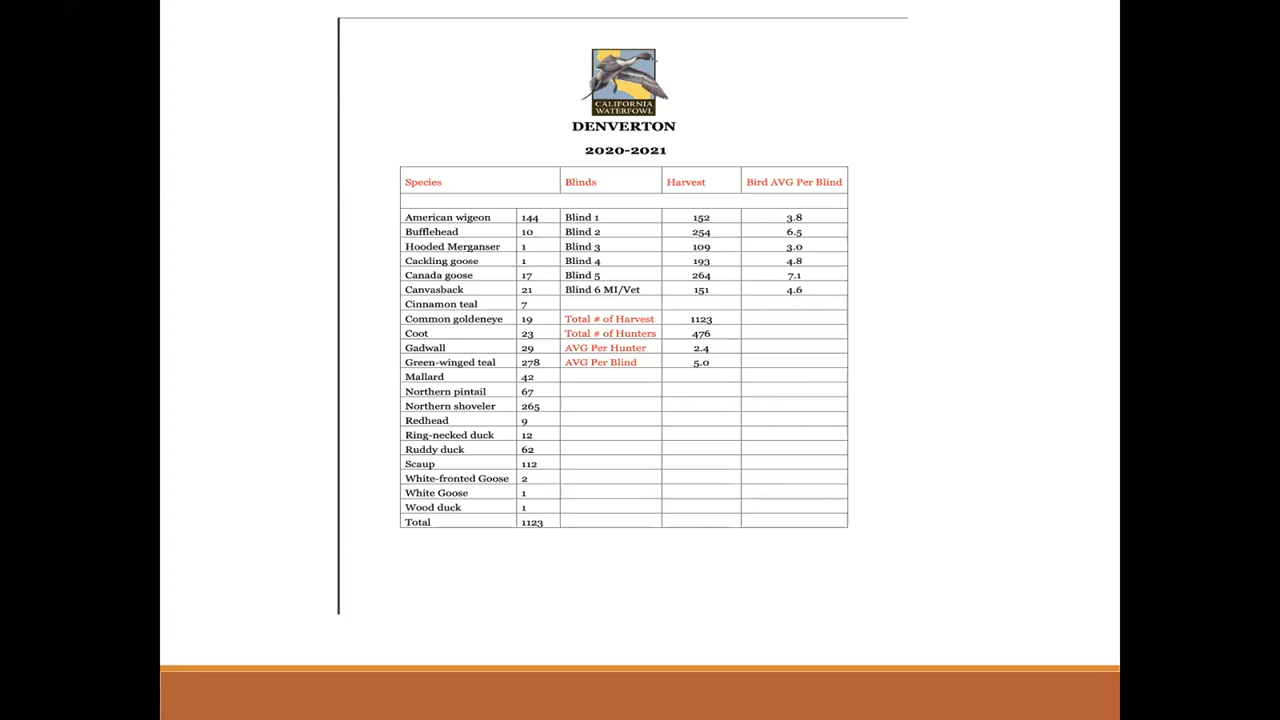 CALIFORNIA
WATERFOWL
DENVERTON
2020-2021
Species Blinds Harvest Bird AVG Per Blind
American wigeon 144 Blind 1 152 3.8
Bufflehead 10 Blind 2 254 6.5
Hooded Merganser 1 Blind 3 109 3.0
Cackling goose 1 Blind 4 193 4.8
Canada goose 17 Blind 5 264 7.1
Canvasback 21 Blind 6 MI/Vet 151 4.6
Cinnamon teal 7
Common goldeneye 19 Total # of Harvest 1123
Coot 23 Total # of Hunters 476
Gadwall 29 AVG Per Hunter 2.4
Green-winged teal 278 AVG Per Blind 5.0
Mallard 42
Northern pintail 67
Northern shoveler 265
Redhead 9
Ring-necked duck 12
Ruddy duck 62
Scaup 112
White-fronted Goose 2
White Goose 1
Wood duck 1
Total 1123